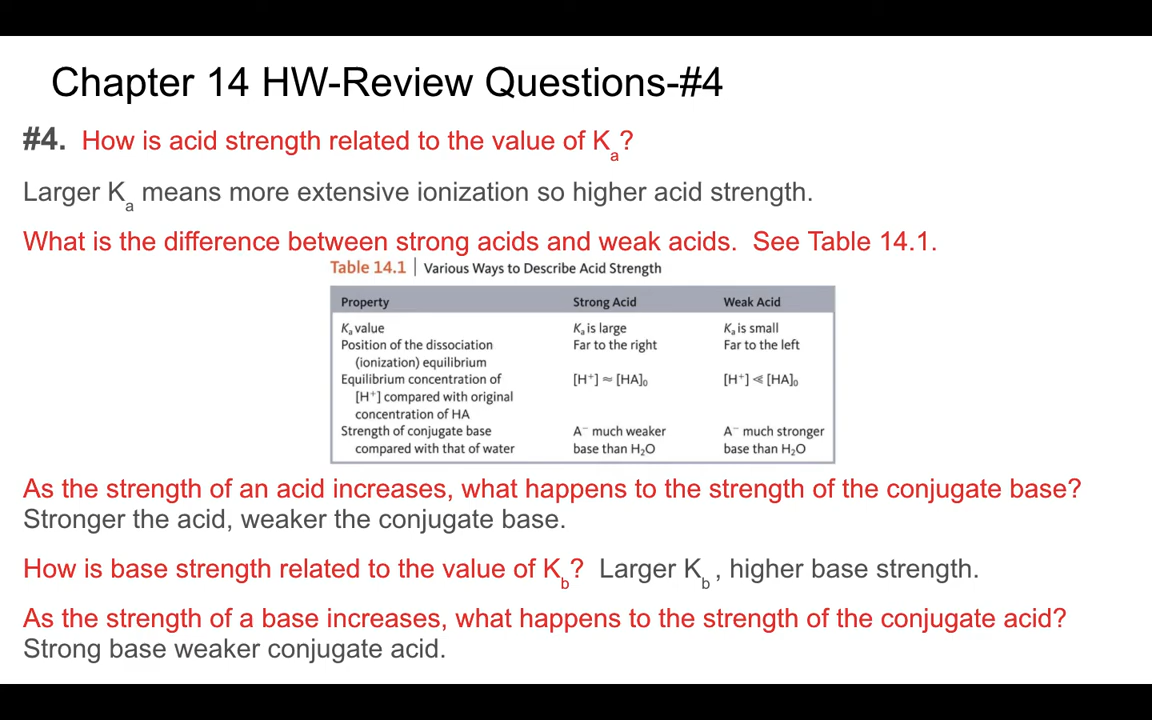 Chapter 14 HW-Review Questions-#4
#4. How is acid strength related to the value of Ka?
Larger Ka means more extensive ionization so higher acid strength.
What is the difference between strong acids and weak acids. See Table 14.1.
Table 14.1 | Various Ways to Describe Acid Strength
Property Strong Acid Weak Acid
Ka value Ka is large Ka is small
Position of the dissociation Far to the right Far to the left
(ionization) equilibrium
Equilibrium concentration of [H⁺] ≈ [HA]₀ [H⁺] ≪ [HA]₀
[H⁺] compared with original
concentration of HA
Strength of conjugate base A⁻ much weaker A⁻ much stronger
compared with that of water base than H₂O base than H₂O
As the strength of an acid increases, what happens to the strength of the conjugate base?
Stronger the acid, weaker the conjugate base.
How is base strength related to the value of Kb? Larger Kb , higher base strength.
As the strength of a base increases, what happens to the strength of the conjugate acid?
Strong base weaker conjugate acid.